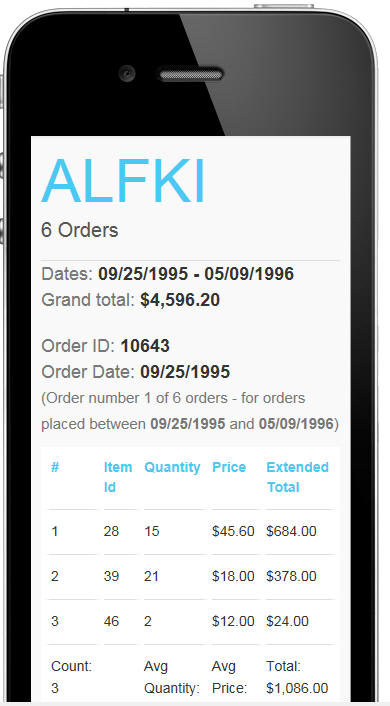 ALFKI
6 Orders
Dates: 09/25/1995 - 05/09/1996
Grand total: $4,596.20
Order ID: 10643
Order Date: 09/25/1995
(Order number 1 of 6 orders - for orders
placed between 09/25/1995 and 05/09/1996)
# Item Id Quantity Price Extended Total
1 28 15 $45.60 $684.00
2 39 21 $18.00 $378.00
3 46 2 $12.00 $24.00
Count: Avg Avg Total:
3 Quantity: Price: $1,086.00